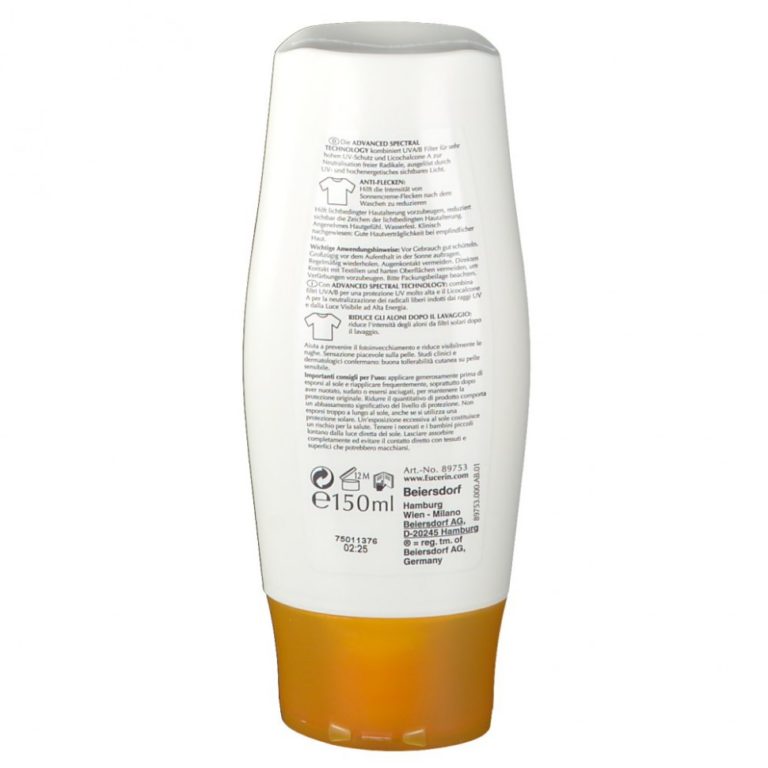 D Die ADVANCED SPECTRAL
TECHNOLOGY kombiniert UVA/B Filter für sehr
hohen UV-Schutz und Licochalcone A zur
Neutralisation freier Radikale, ausgelöst durch
UV- und hochenergetisches sichtbares Licht.
ANTI-FLECKEN:
Hilft die Intensität von
Sonnencreme-Flecken nach dem
Waschen zu reduzieren
Hilft lichtbedingter Hautalterung vorzubeugen, reduziert
sichtbar die Zeichen der lichtbedingten Hautalterung.
Angenehmes Hautgefühl. Wasserfest. Klinisch
nachgewiesen: Gute Hautverträglichkeit bei empfindlicher
Haut.
Wichtige Anwendungshinweise: Vor Gebrauch gut schütteln.
Großzügig vor dem Aufenthalt in der Sonne auftragen.
Regelmäßig wiederholen. Augenkontakt vermeiden. Direkten
Kontakt mit Textilien und harten Oberflächen vermeiden, um
Verfärbungen vorzubeugen. Bitte Packungsbeilage beachten.
I Con ADVANCED SPECTRAL TECHNOLOGY: combina
filtri UVA/B per una protezione UV molto alta e il Licocalcone
A per la neutralizzazione dei radicali liberi indotti dai raggi UV
e dalla Luce Visibile ad Alta Energia.
RIDUCE GLI ALONI DOPO IL LAVAGGIO:
riduce l'intensità degli aloni da filtri solari dopo
il lavaggio.
Aiuta a prevenire il fotoinvecchiamento e riduce visibilmente le
rughe. Sensazione piacevole sulla pelle. Studi clinici e
dermatologici confermano: buona tollerabilità cutanea su pelle
sensibile.
Importanti consigli per l'uso: applicare generosamente prima di
esporsi al sole e riapplicare frequentemente, soprattutto dopo
aver nuotato, sudato o essersi asciugati, per mantenere la
protezione originale. Ridurre il quantitativo di prodotto comporta
un abbassamento significativo del livello di protezione. Non
esporsi troppo a lungo al sole, anche se si utilizza una
protezione solare. Un'esposizione eccessiva al sole costituisce
un rischio per la salute. Tenere i neonati e i bambini piccoli
lontano dalla luce diretta del sole. Lasciare assorbire
completamente ed evitare il contatto diretto con tessuti e
superfici che potrebbero macchiarsi.
12 M
℮150ml
75011376
02:25
Art.-No. 89753
www.Eucerin.com
Beiersdorf
Hamburg
Wien - Milano
Beiersdorf AG,
D-20245 Hamburg
® = reg. tm. of
Beiersdorf AG,
Germany
89753.000.AB.01